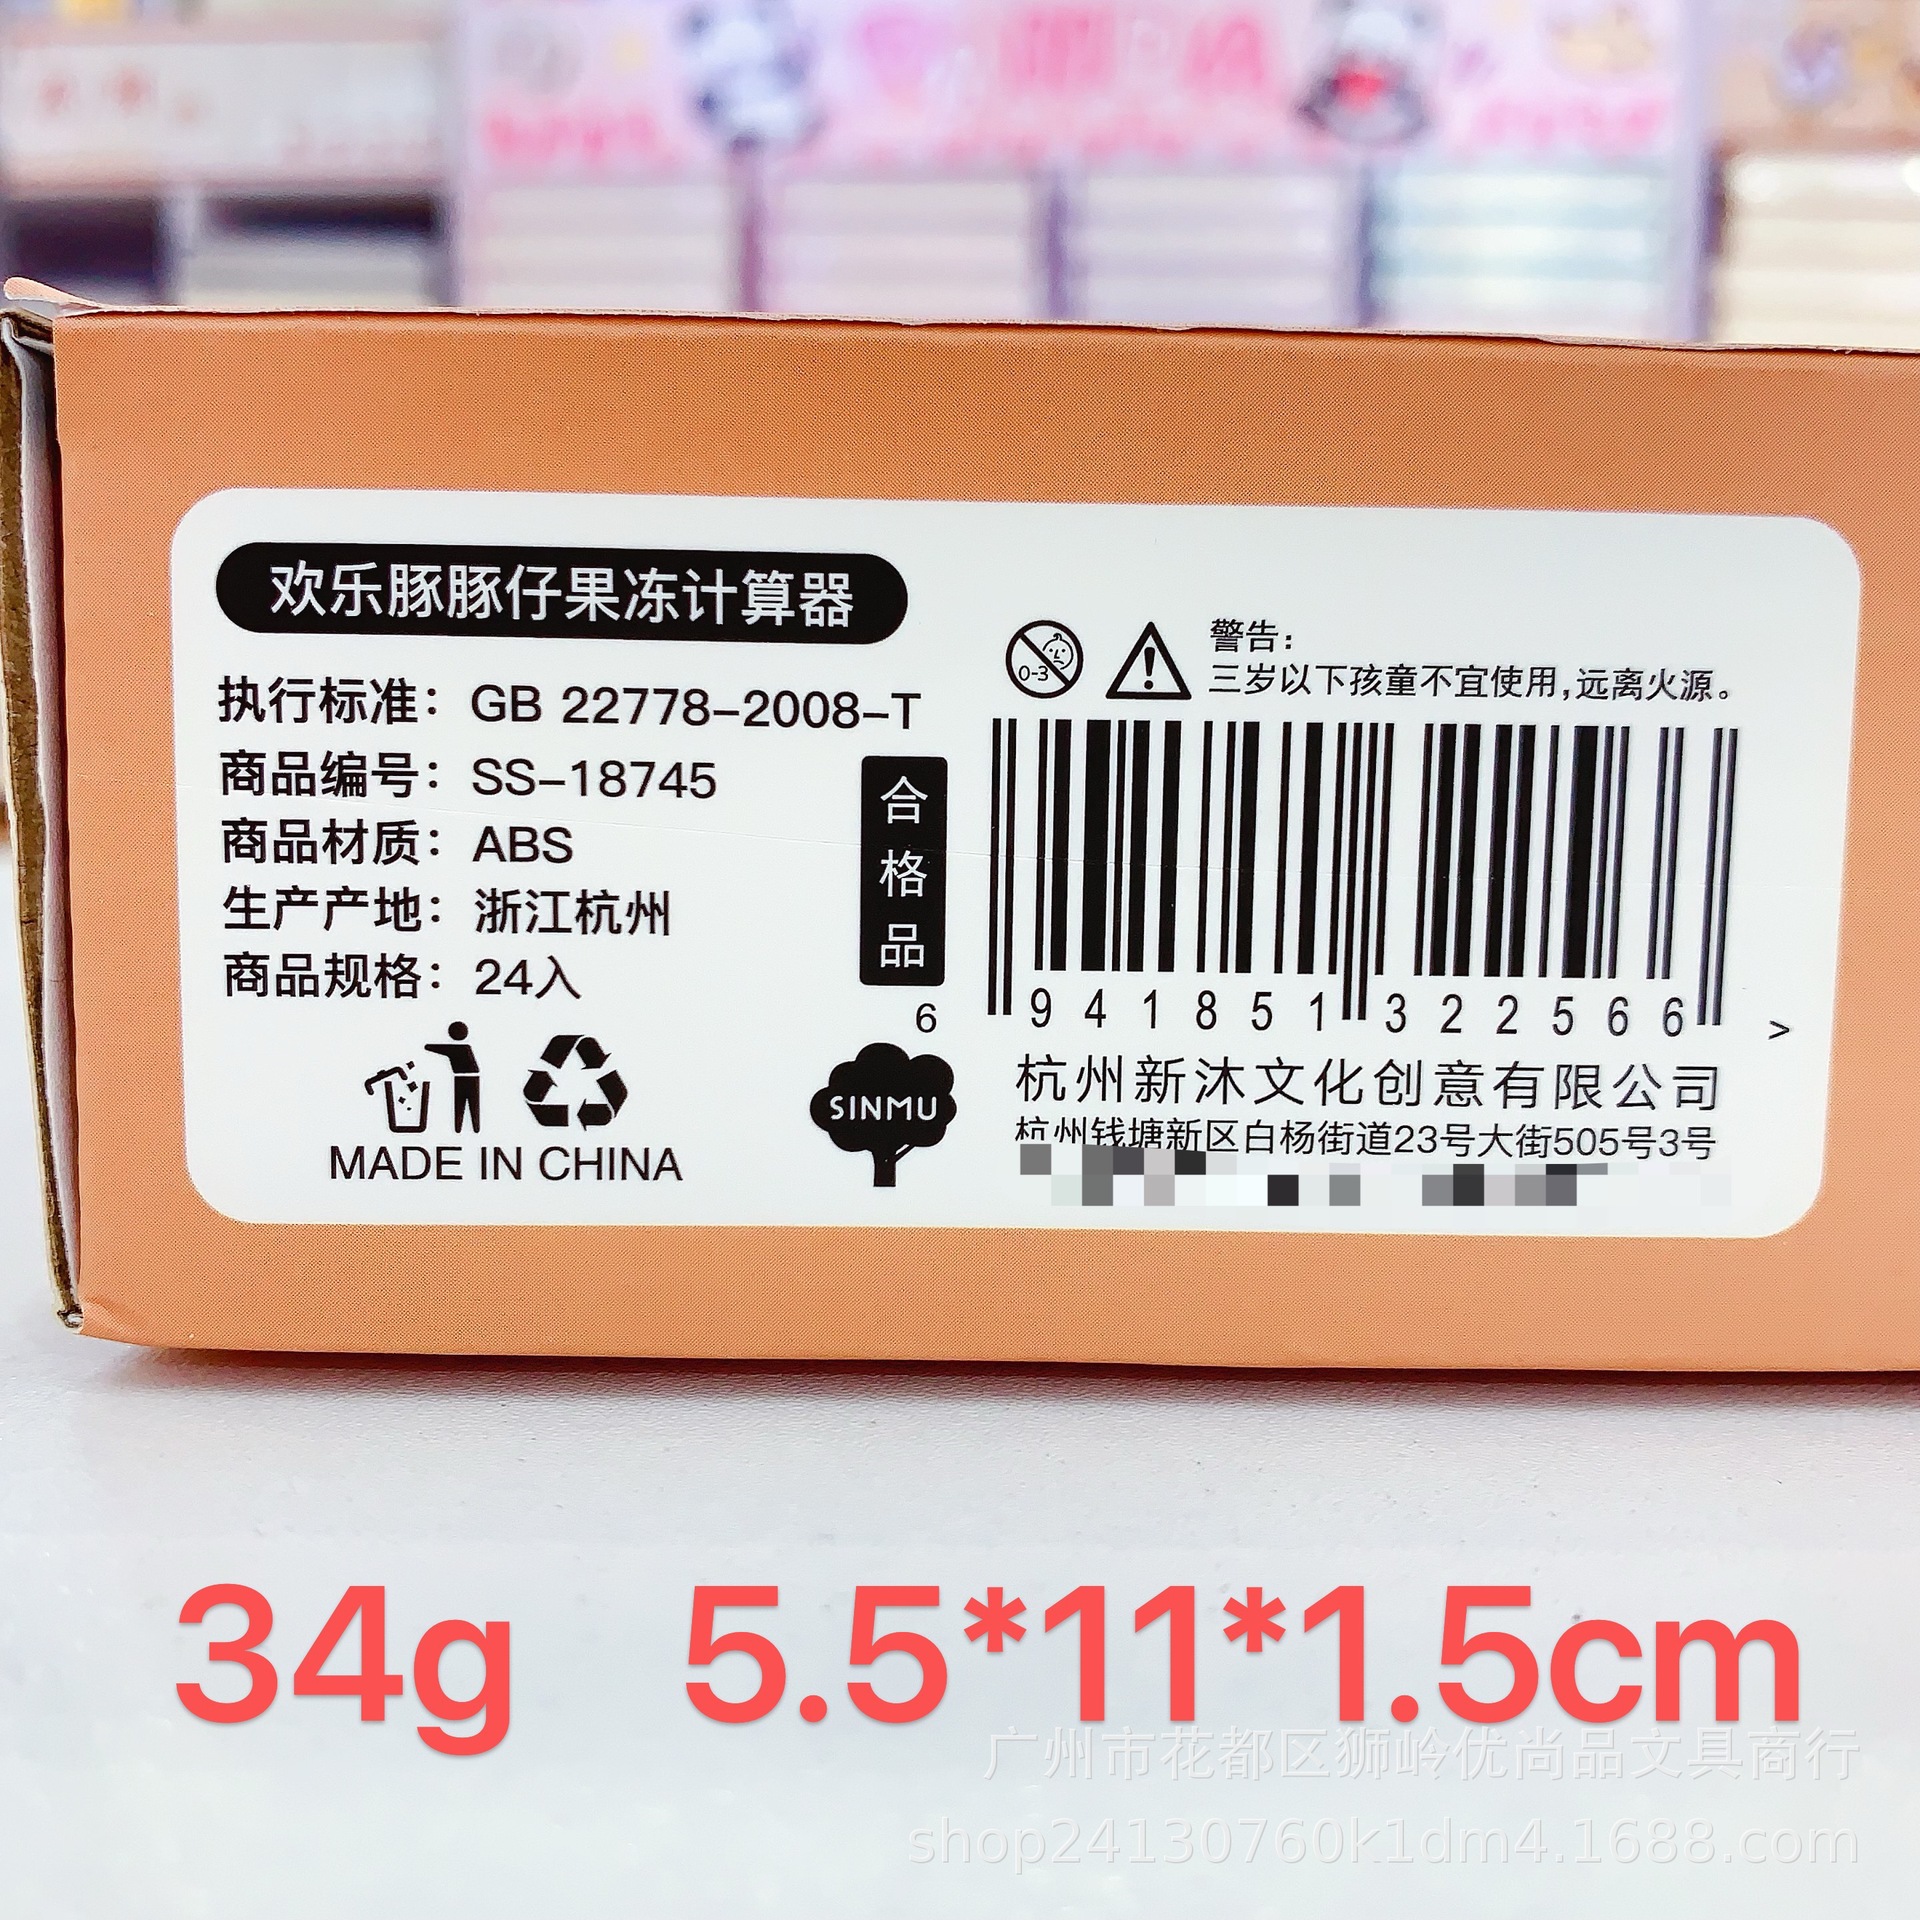 欢乐豚豚仔果冻计算器
执行标准：GB 22778-2008-T
商品编号：SS-18745
商品材质：ABS
生产产地：浙江杭州
商品规格：24入
MADE IN CHINA
合格品
SINMU
0-3
警告：
三岁以下孩童不宜使用，远离火源。
6 941851 322566 >
杭州新沐文化创意有限公司
杭州钱塘新区白杨街道23号大街505号3号
34g 5.5*11*1.5cm
广州市花都区狮岭优尚品文具商行
shop24130760k1dm4.1688.com